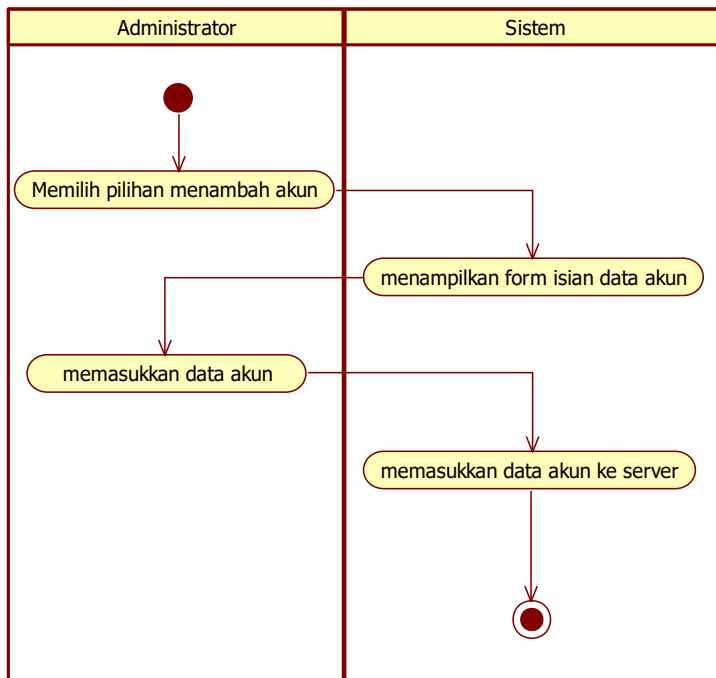 Administrator
Sistem
Memilih pilihan menambah akun
menampilkan form isian data akun
memasukkan data akun
memasukkan data akun ke server